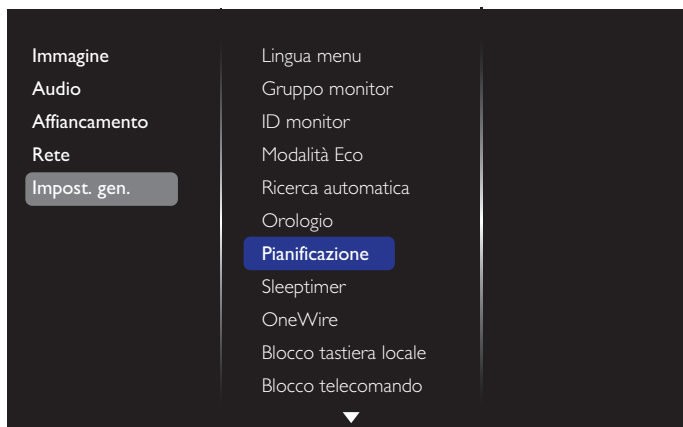 Immagine
Audio
Affiancamento
Rete
Impost. gen.
Lingua menu
Gruppo monitor
ID monitor
Modalità Eco
Ricerca automatica
Orologio
Pianificazione
Sleeptimer
OneWire
Blocco tastiera locale
Blocco telecomando